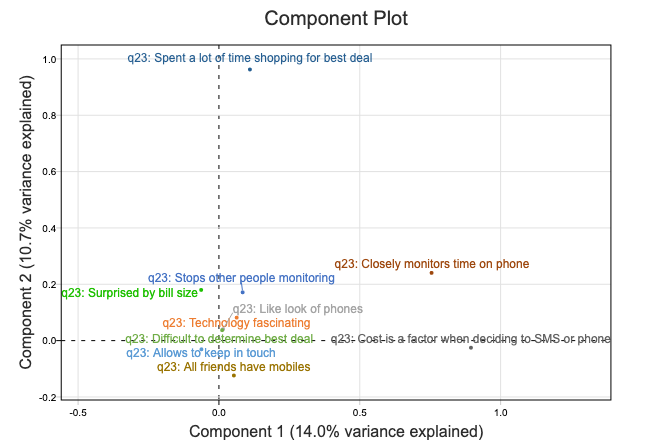 Component Plot
q23: Spent a lot of time shopping for best deal
q23: Closely monitors time on phone
q23: Stops other people monitoring
q23: Surprised by bill size
q23: Like look of phones
q23: Technology fascinating
q23: Difficult to determine best deal
q23: Cost is a factor when deciding to SMS or phone
q23: Allows to keep in touch
q23: All friends have mobiles
1.0
0.8
0.6
0.4
0.2
0.0
-0.2
-0.5
0.0
0.5
1.0
Component 2 (10.7% variance explained)
Component 1 (14.0% variance explained)